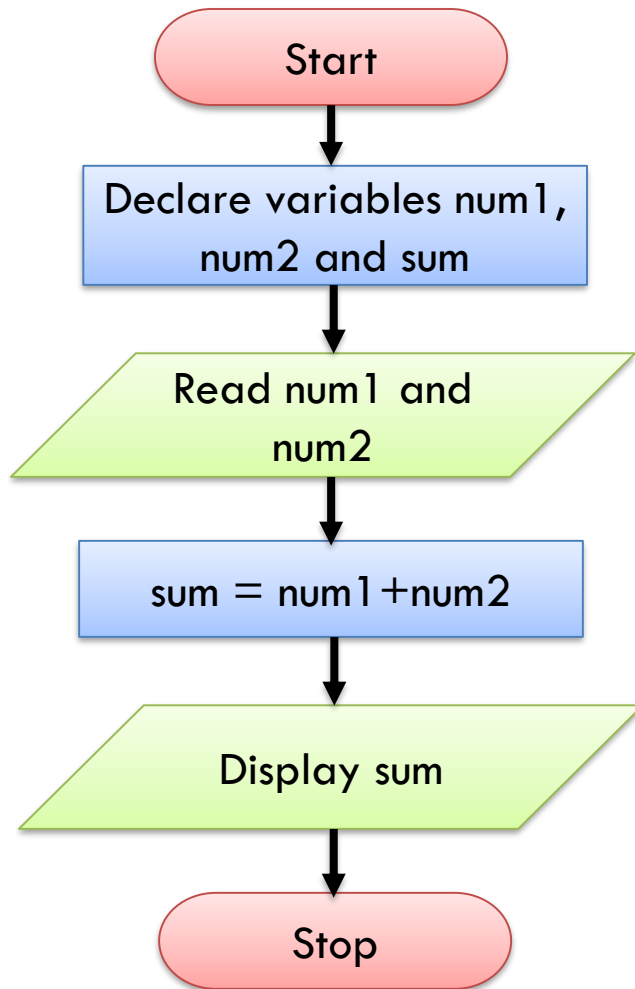 Start
Declare variables num1,
num2 and sum
Read num1 and
num2
sum = num1+num2
Display sum
Stop